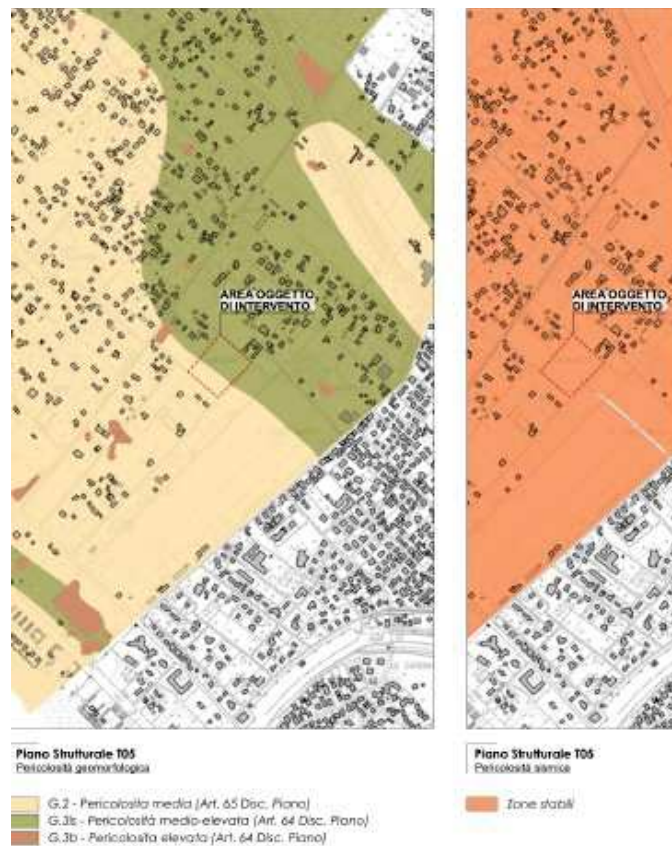 AREA OGGETTO
DI INTERVENTO
AREA OGGETTO
DI INTERVENTO
Piano Strutturale T05
Pericolosità geomorfologica
G.2 - Pericolosità media (Art. 65 Disc. Piano)
G.3a - Pericolosità medio-elevata (Art. 64 Disc. Piano)
G.3b - Pericolosità elevata (Art. 64 Disc. Piano)
Piano Strutturale T05
Pericolosità sismica
Zone stabili